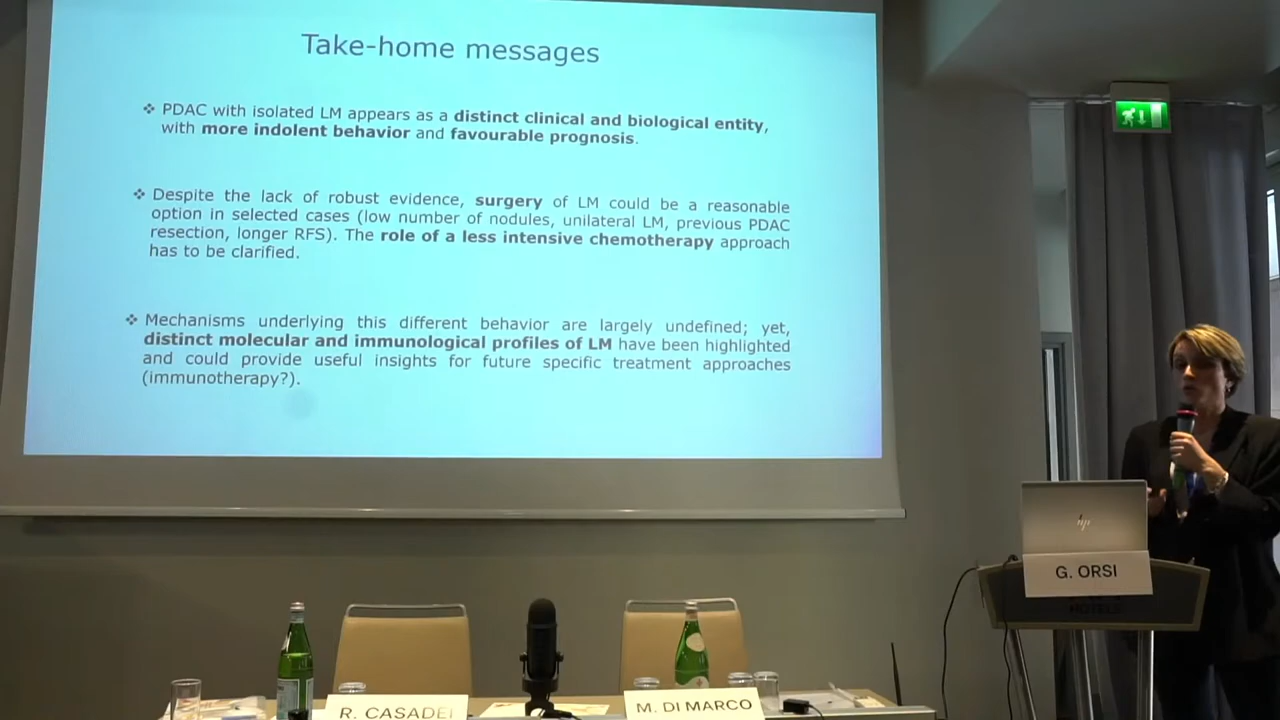 Take-home messages
❖ PDAC with isolated LM appears as a distinct clinical and biological entity,
with more indolent behavior and favourable prognosis.
❖ Despite the lack of robust evidence, surgery of LM could be a reasonable
option in selected cases (low number of nodules, unilateral LM, previous PDAC
resection, longer RFS). The role of a less intensive chemotherapy approach
has to be clarified.
❖ Mechanisms underlying this different behavior are largely undefined; yet,
distinct molecular and immunological profiles of LM have been highlighted
and could provide useful insights for future specific treatment approaches
(immunotherapy?).
hp
G. ORSI
HOTELS
R. CASADEI
M. DI MARCO